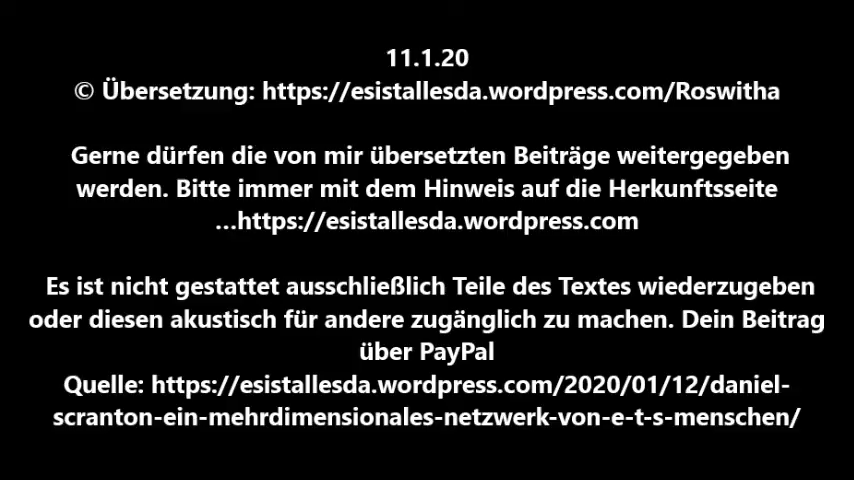 11.1.20
© Übersetzung: https://esistallesda.wordpress.com/Roswitha
Gerne dürfen die von mir übersetzten Beiträge weitergegeben
werden. Bitte immer mit dem Hinweis auf die Herkunftsseite
…https://esistallesda.wordpress.com
Es ist nicht gestattet ausschließlich Teile des Textes wiederzugeben
oder diesen akustisch für andere zugänglich zu machen. Dein Beitrag
über PayPal
Quelle: https://esistallesda.wordpress.com/2020/01/12/daniel-
scranton-ein-mehrdimensionales-netzwerk-von-e-t-s-menschen/